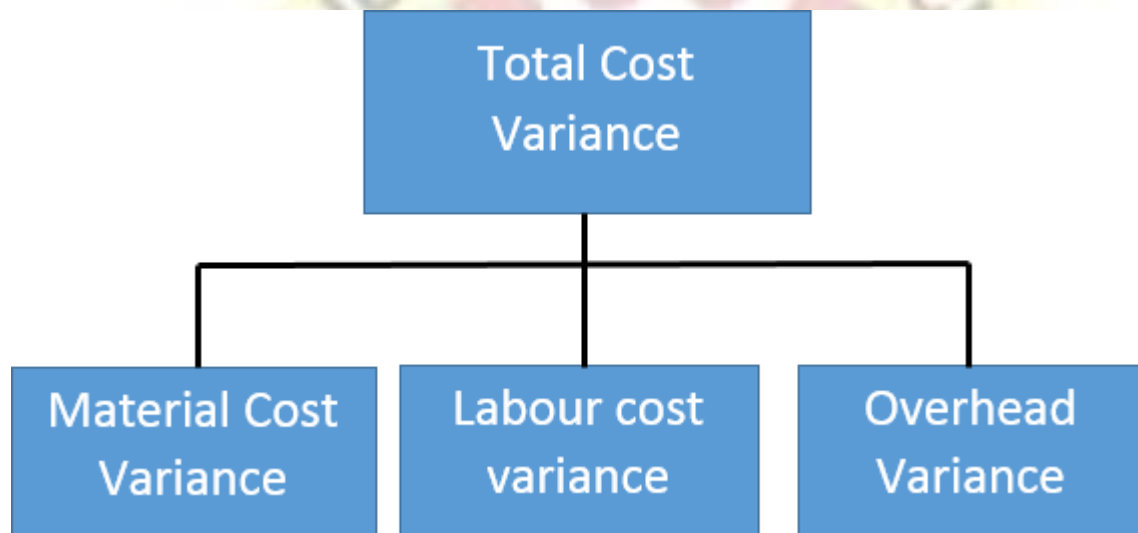 Total Cost
Variance
Material Cost
Variance
Labour cost
variance
Overhead
Variance